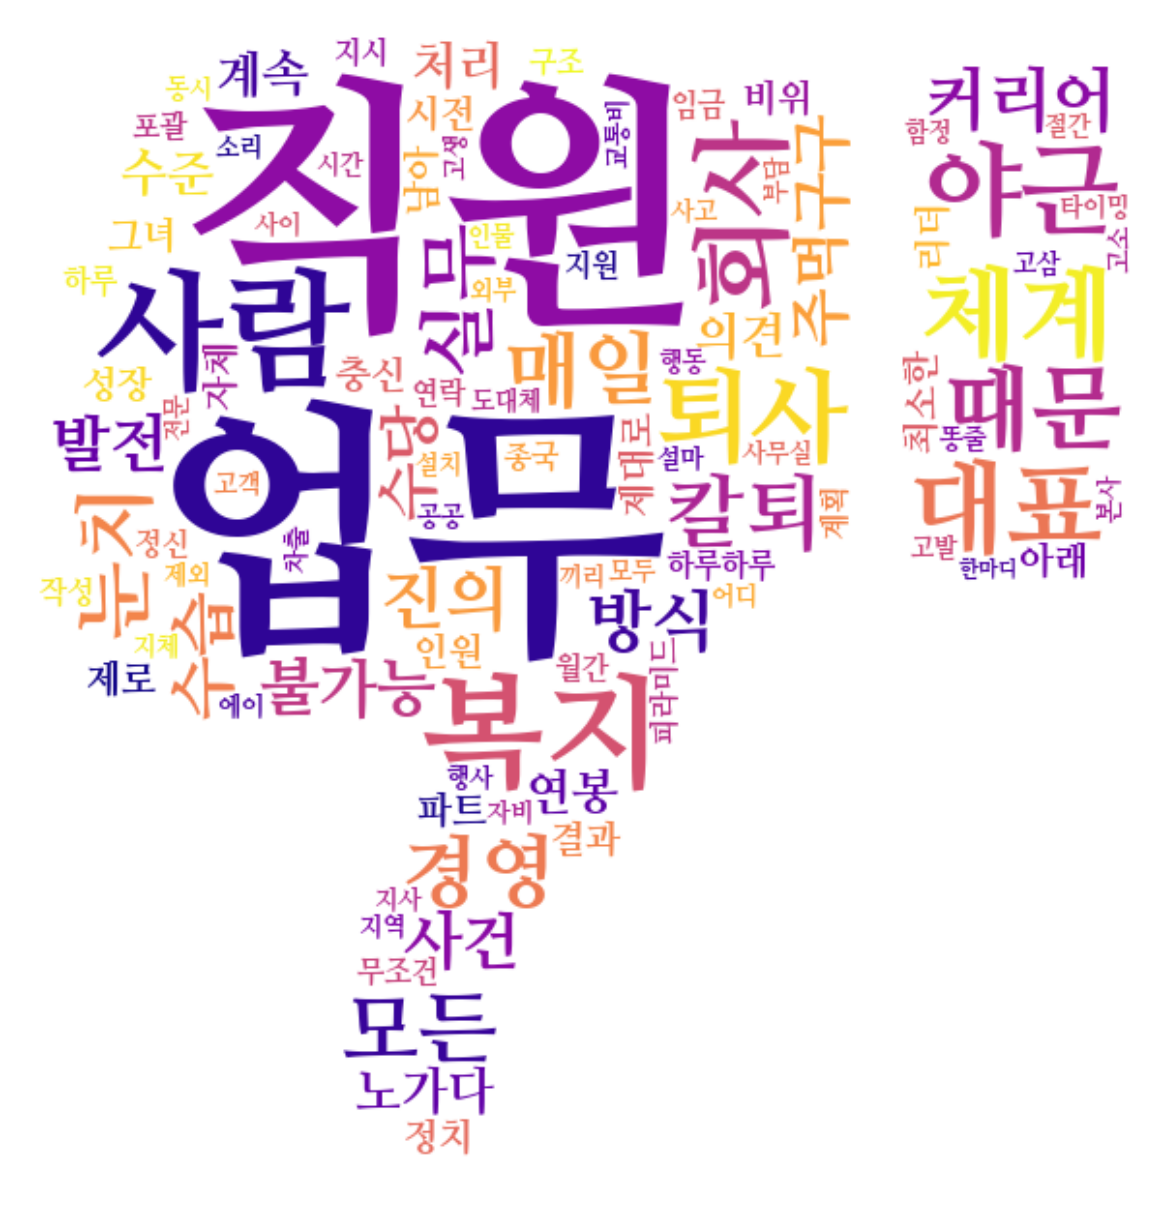 지시
처리
구조
계속
동시
직원
시전
임금
비위
커리어
포괄
소리
고생
교통비
함정
절간
수준
시간
남아
회사
부담
주먹구구
야근
그녀
사이
인물
사고
리더
타이밍
하루
사람
실무
지원
외부
의견
고삼
고소
체계
성장
자체
충신
매일
행동
퇴사
최소한
때문
발전
전문
연락
도대체
수당
설치
종국
제대로
설마
사무실
똥줄
업무
고객
공공
칼퇴
계획
대표
본사
눈치
정신
차출
고발
작성
제외
수습
진의
끼리
모두
하루하루
한마디
아래
방식
어디
지체
제로
에이
불가능
인원
월간
피라미드
복지
행사
파트
자비
연봉
경영
결과
지사
지역
사건
무조건
모든
노가다
정치